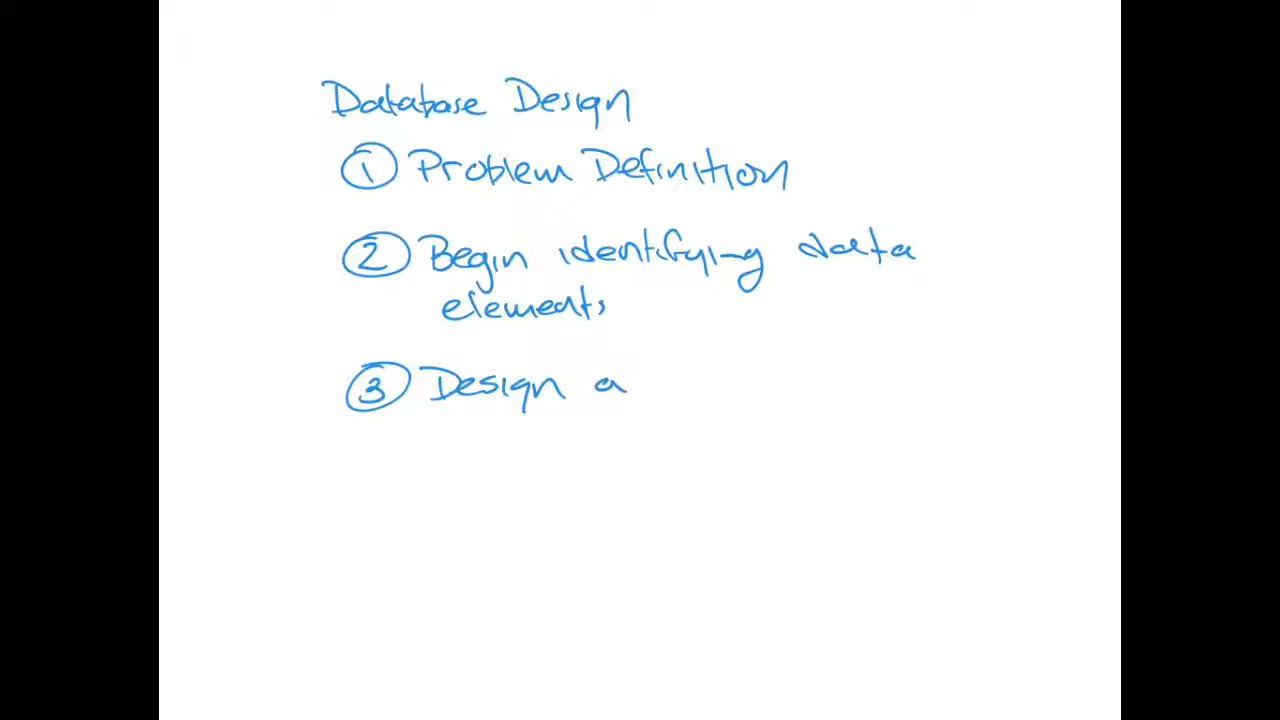 Database Design
① Problem Definition
② Begin identifying data
elements
③ Design a